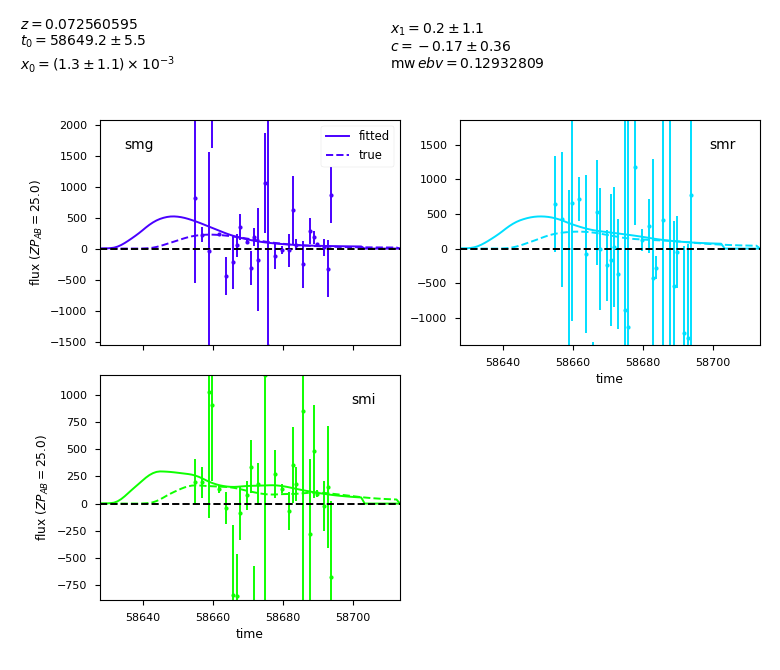 z = 0.072560595
t₀ = 58649.2 ± 5.5
x₀ = (1.3 ± 1.1) × 10⁻³
x₁ = 0.2 ± 1.1
c = −0.17 ± 0.36
mw ebv = 0.12932809
smg
fitted
true
2000
1500
1000
500
0
−500
−1000
−1500
flux (ZP_AB = 25.0)
smr
1500
1000
500
0
−500
−1000
58640 58660 58680 58700
time
smi
1000
750
500
250
0
−250
−500
−750
flux (ZP_AB = 25.0)
58640 58660 58680 58700
time